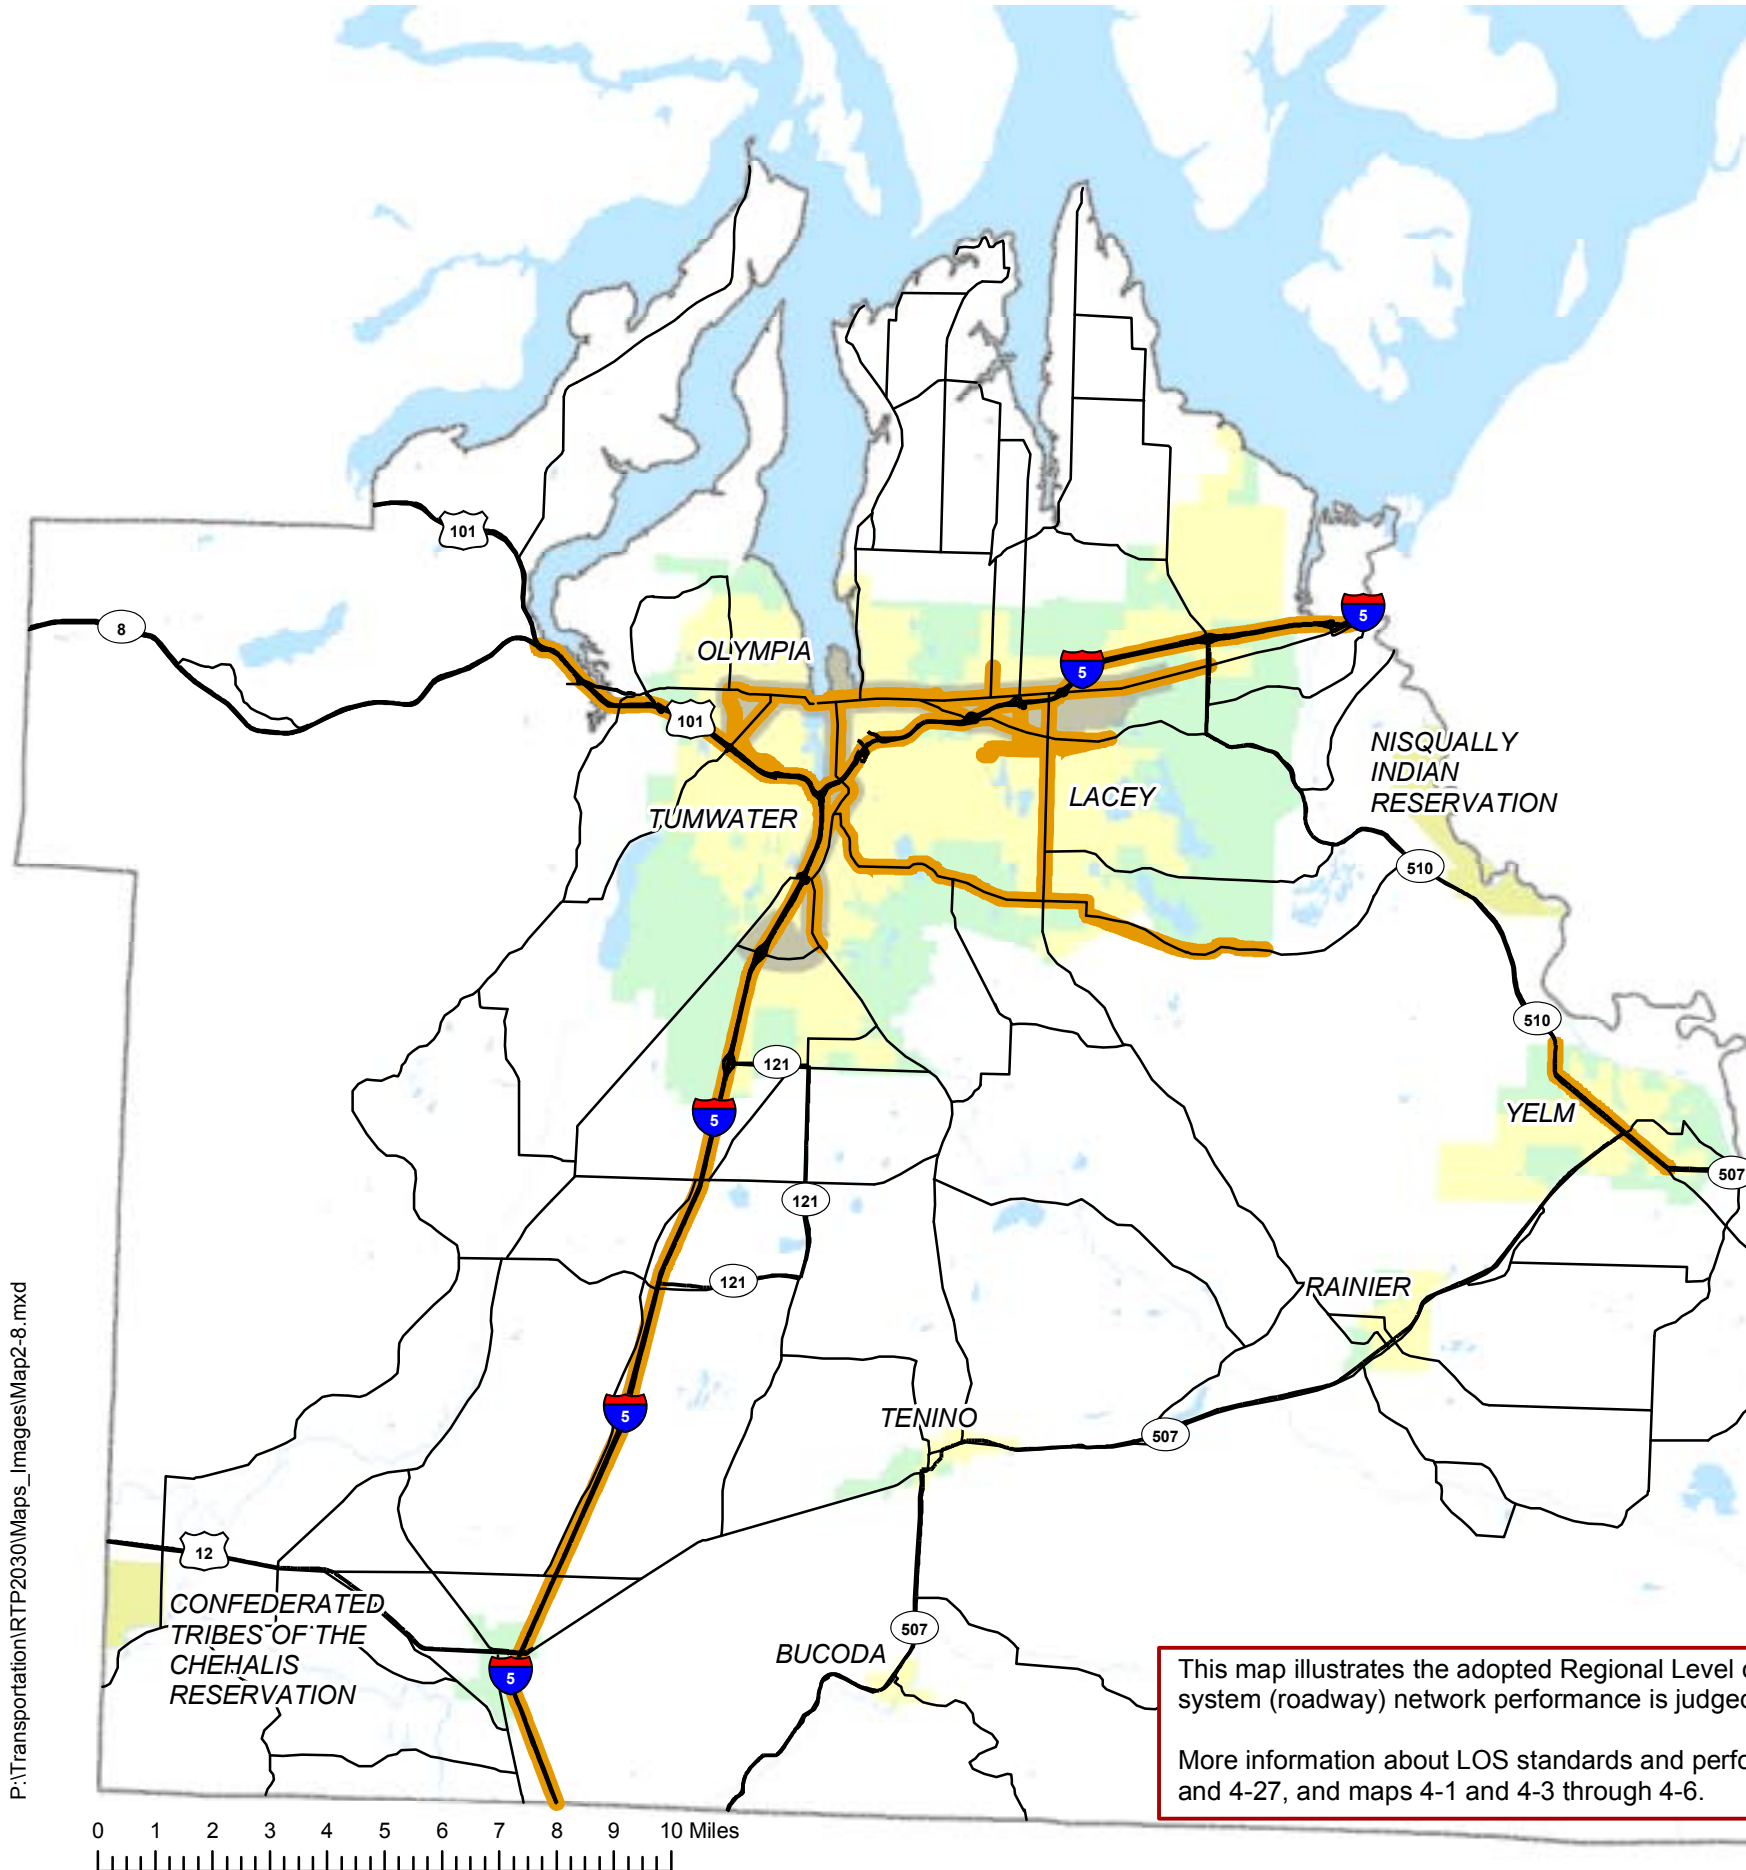 101
8
OLYMPIA
5
5
101
NISQUALLY
INDIAN
RESERVATION
TUMWATER
LACEY
510
510
121
5
YELM
507
121
121
RAINIER
5
TENINO
507
12
CONFEDERATED
TRIBES OF THE
CHEHALIS
RESERVATION
5
507
BUCODA
This map illustrates the adopted Regional Level
system (roadway) network performance is judged
More information about LOS standards and perfo
and 4-27, and maps 4-1 and 4-3 through 4-6.
P:\Transportation\RTP2030\Maps_Images\Map2-8.mxd
0 1 2 3 4 5 6 7 8 9 10 Miles